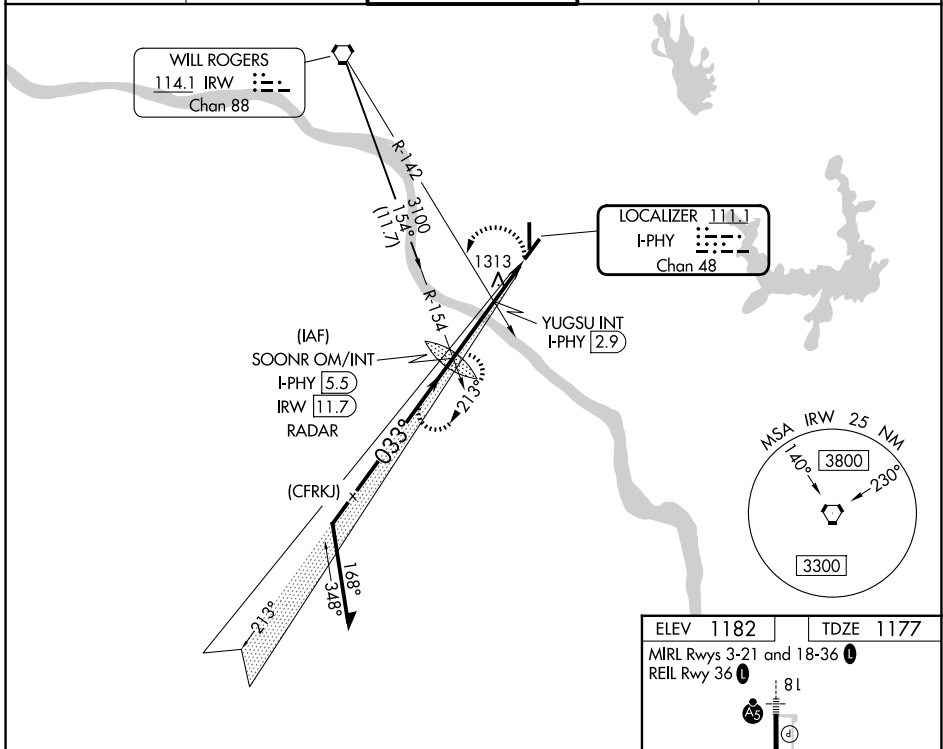 WILL ROGERS
114.1 IRW
Chan 88
R-142
3100
154°
(11.7)
R-154
LOCALIZER 111.1
I-PHY
Chan 48
1313
YUGSU INT
I-PHY 2.9
(IAF)
SOONR OM/INT
I-PHY 5.5
IRW 11.7
RADAR
213°
033°
(CFRKJ)
168°
348°
213°
MSA IRW 25 NM
140°
3800
230°
3300
ELEV 1182 TDZE 1177
MIRL Rwys 3-21 and 18-36 L
REIL Rwy 36 L
18
A5
P